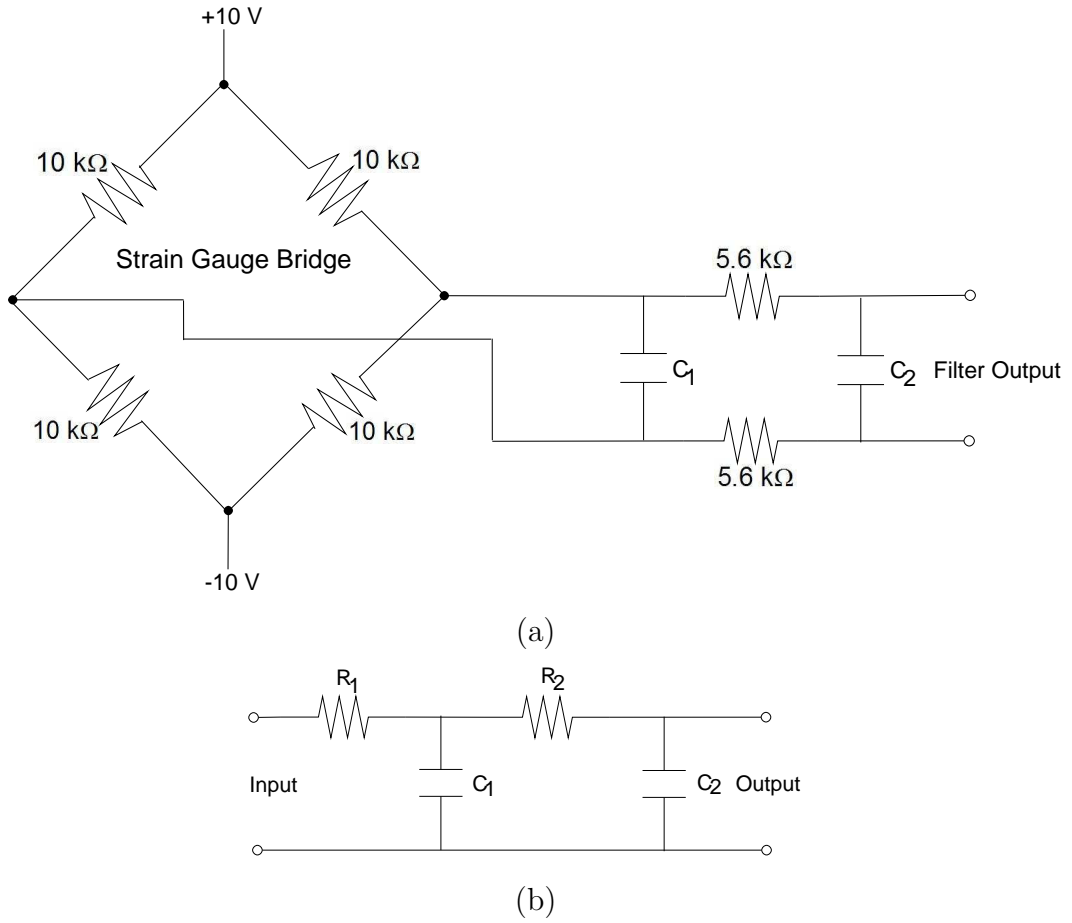 +10 V
10 kΩ
10 kΩ
Strain Gauge Bridge
5.6 kΩ
C1
C2
Filter Output
10 kΩ
10 kΩ
5.6 kΩ
-10 V
(a)
R1
R2
Input
C1
C2
Output
(b)